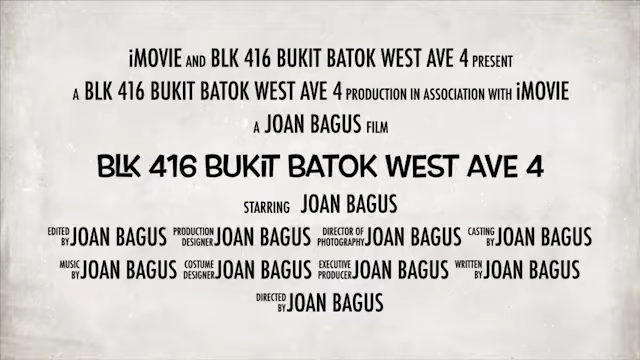 iMOVIE AND BLK 416 BUKIT BATOK WEST AVE 4 PRESENT
A BLK 416 BUKIT BATOK WEST AVE 4 PRODUCTION IN ASSOCIATION WITH iMOVIE
A JOAN BAGUS FILM
BLK 416 BUKiT BATOK WEST AVE 4
STARRING JOAN BAGUS
EDITED BY JOAN BAGUS PRODUCTION DESIGNER JOAN BAGUS DIRECTOR OF PHOTOGRAPHY JOAN BAGUS CASTING BY JOAN BAGUS
MUSIC BY JOAN BAGUS COSTUME DESIGNER JOAN BAGUS EXECUTIVE PRODUCER JOAN BAGUS WRITTEN BY JOAN BAGUS
DIRECTED BY JOAN BAGUS